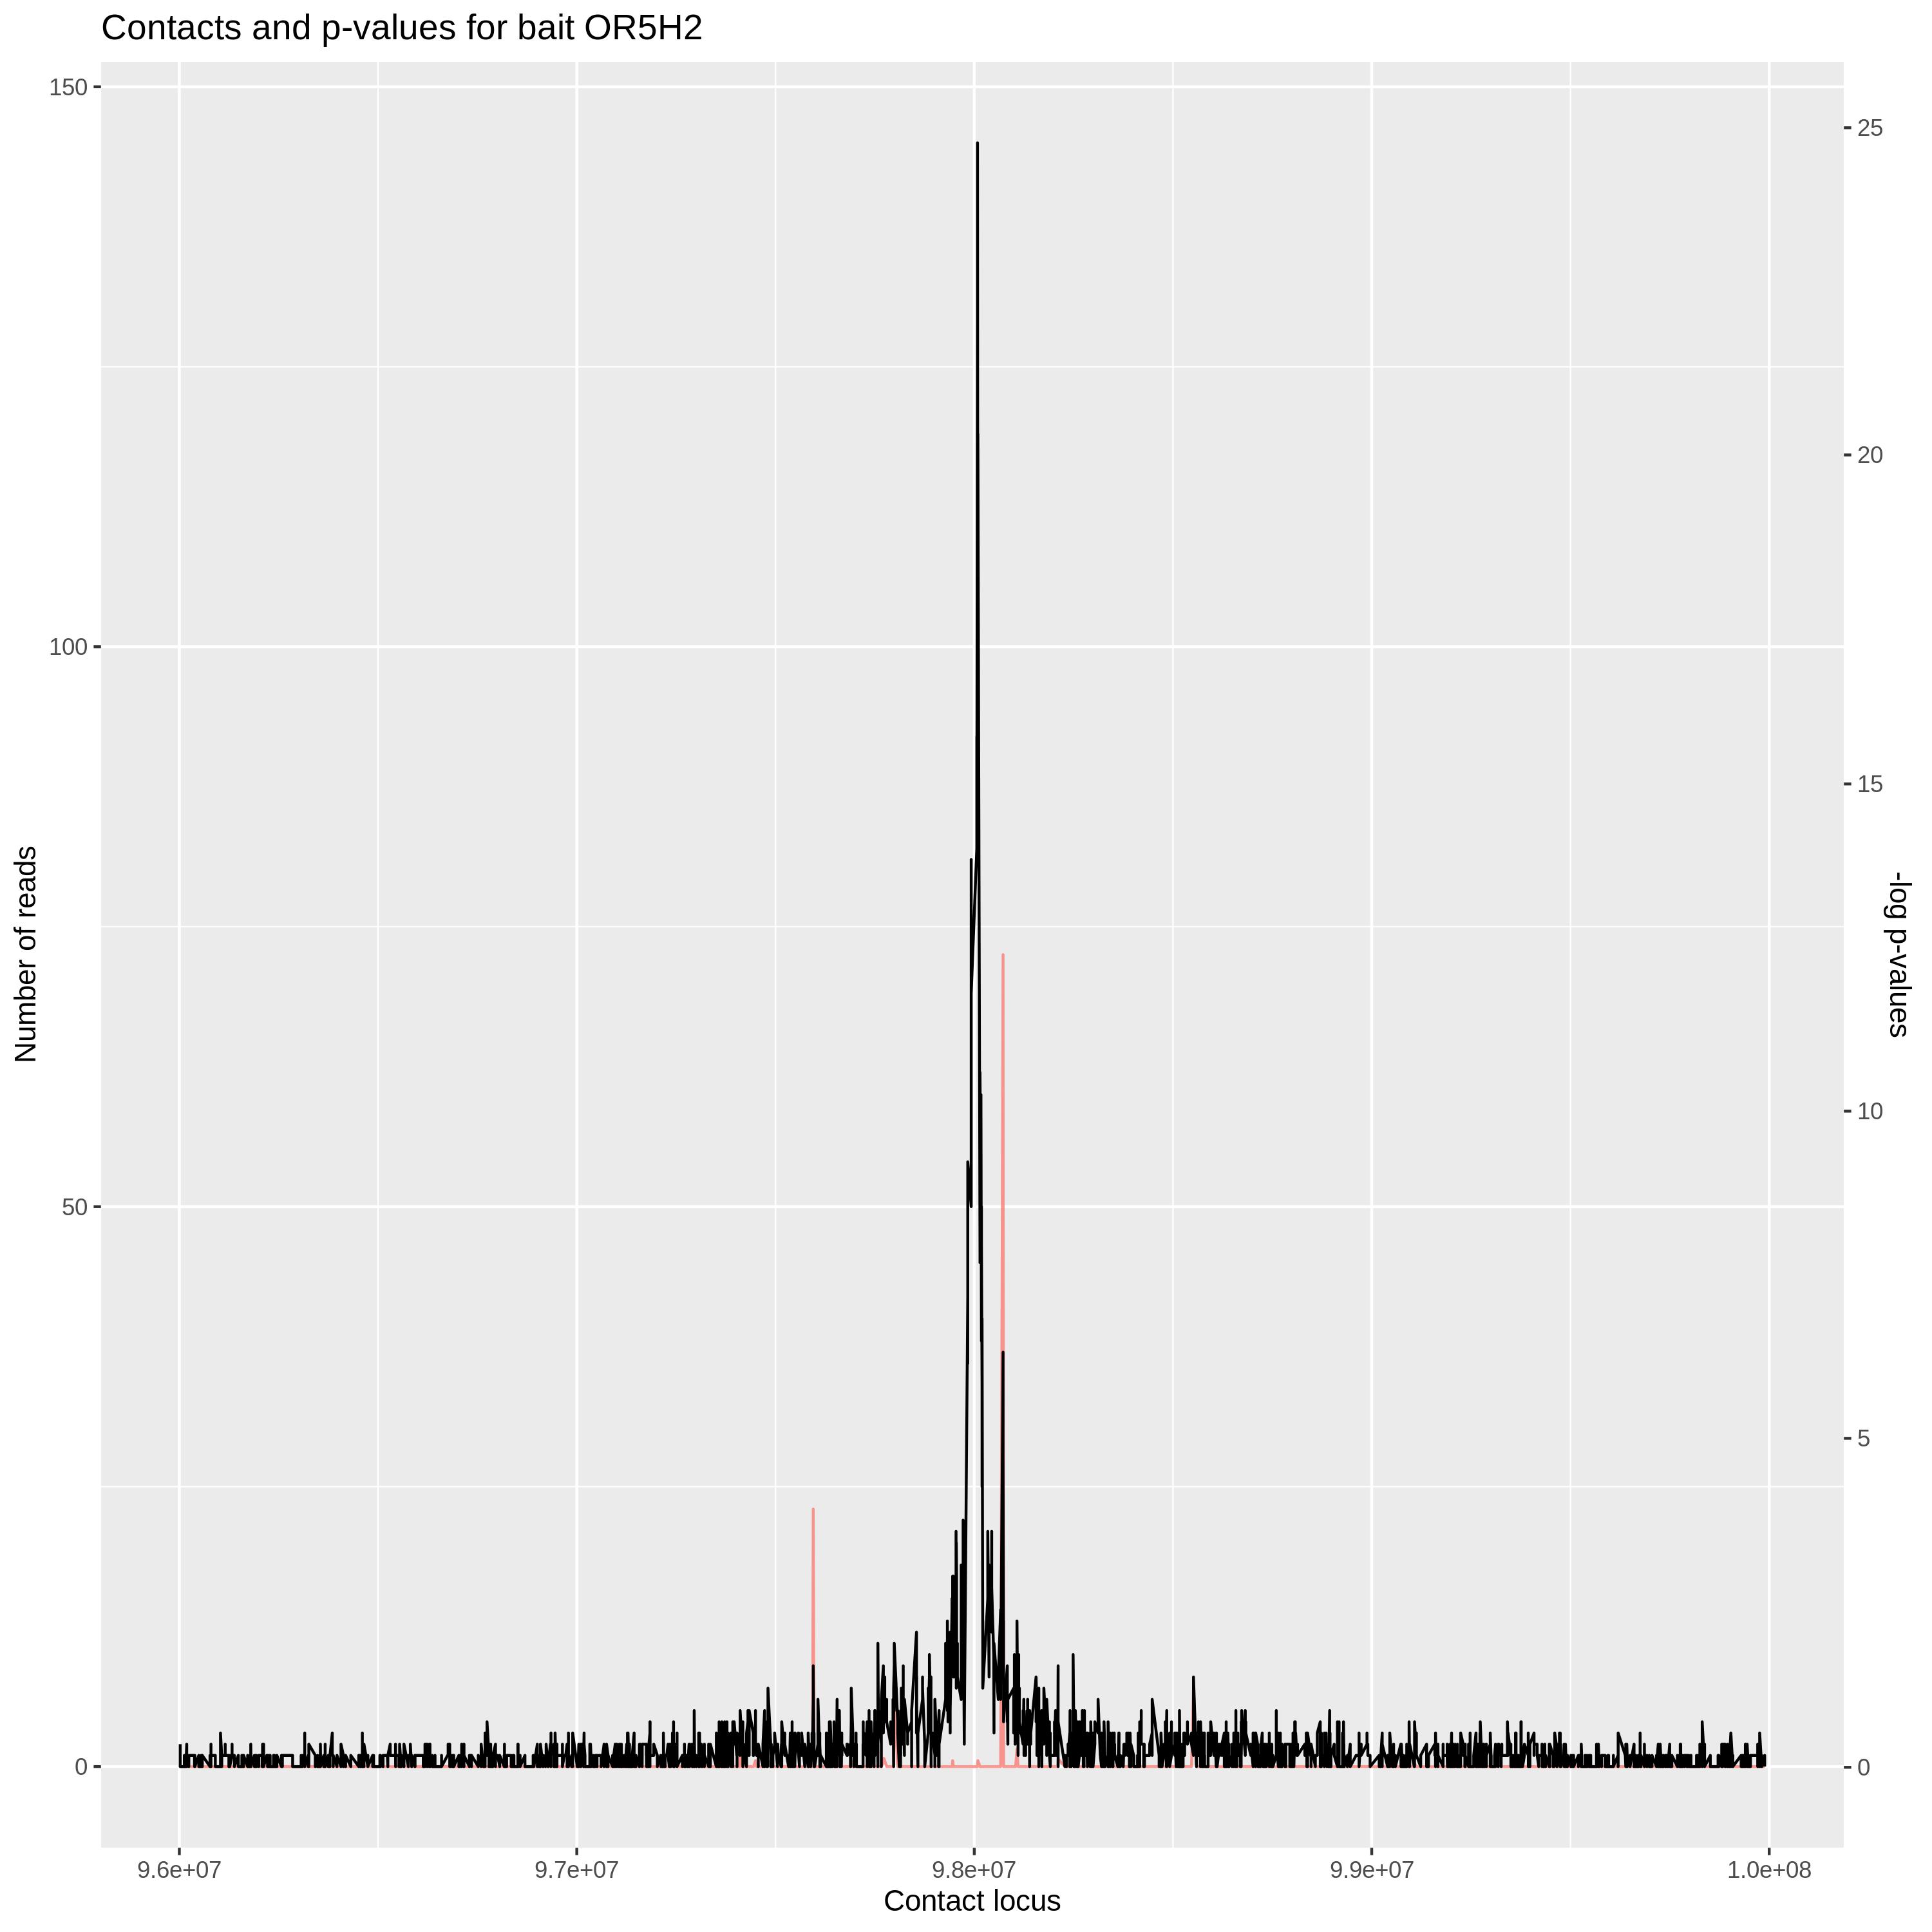 Contacts and p-values for bait OR5H2
150
100
50
0
Number of reads
25
20
15
10
5
0
-log p-values
9.6e+07
9.7e+07
9.8e+07
9.9e+07
1.0e+08
Contact locus